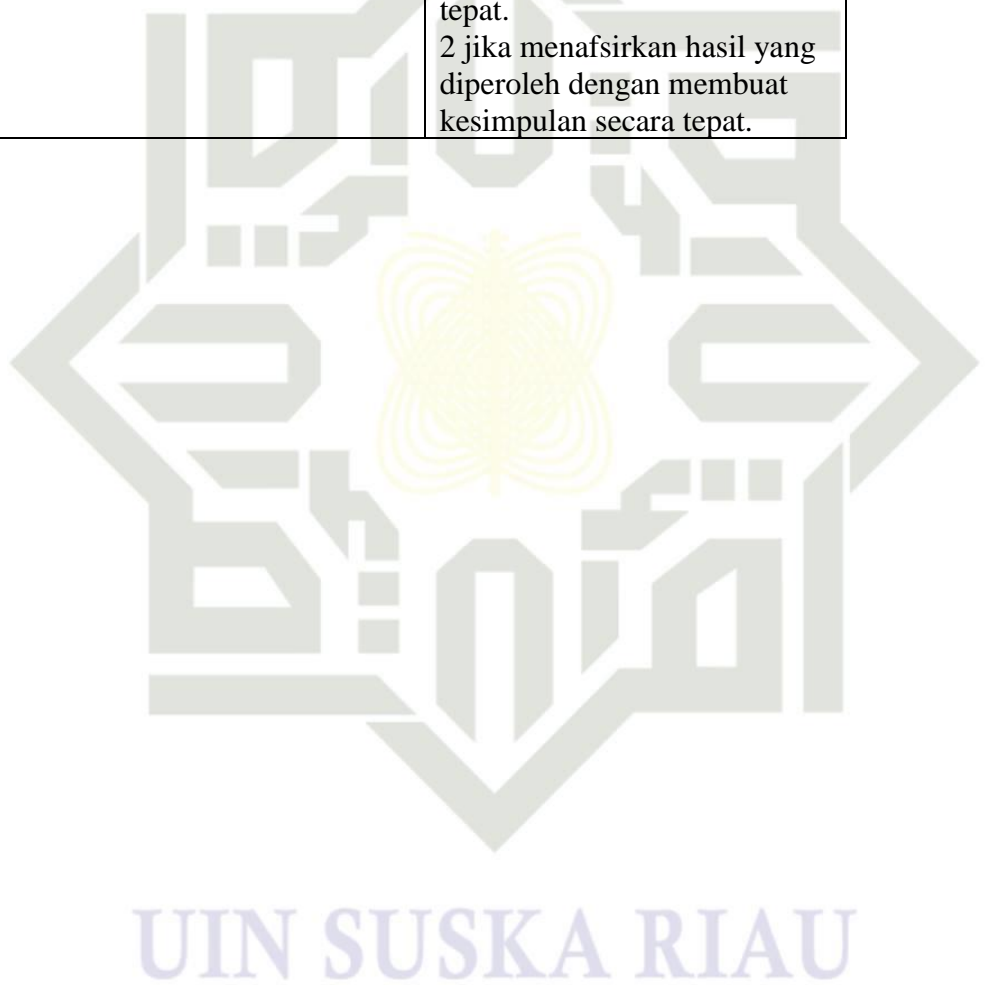 tepat.
2 jika menafsirkan hasil yang
diperoleh dengan membuat
kesimpulan secara tepat.
UIN SUSKA RIAU